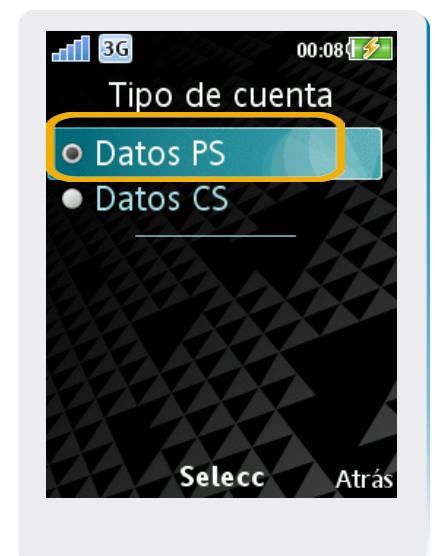 3G 00:08
Tipo de cuenta
Datos PS
Datos CS
Selecc Atrás